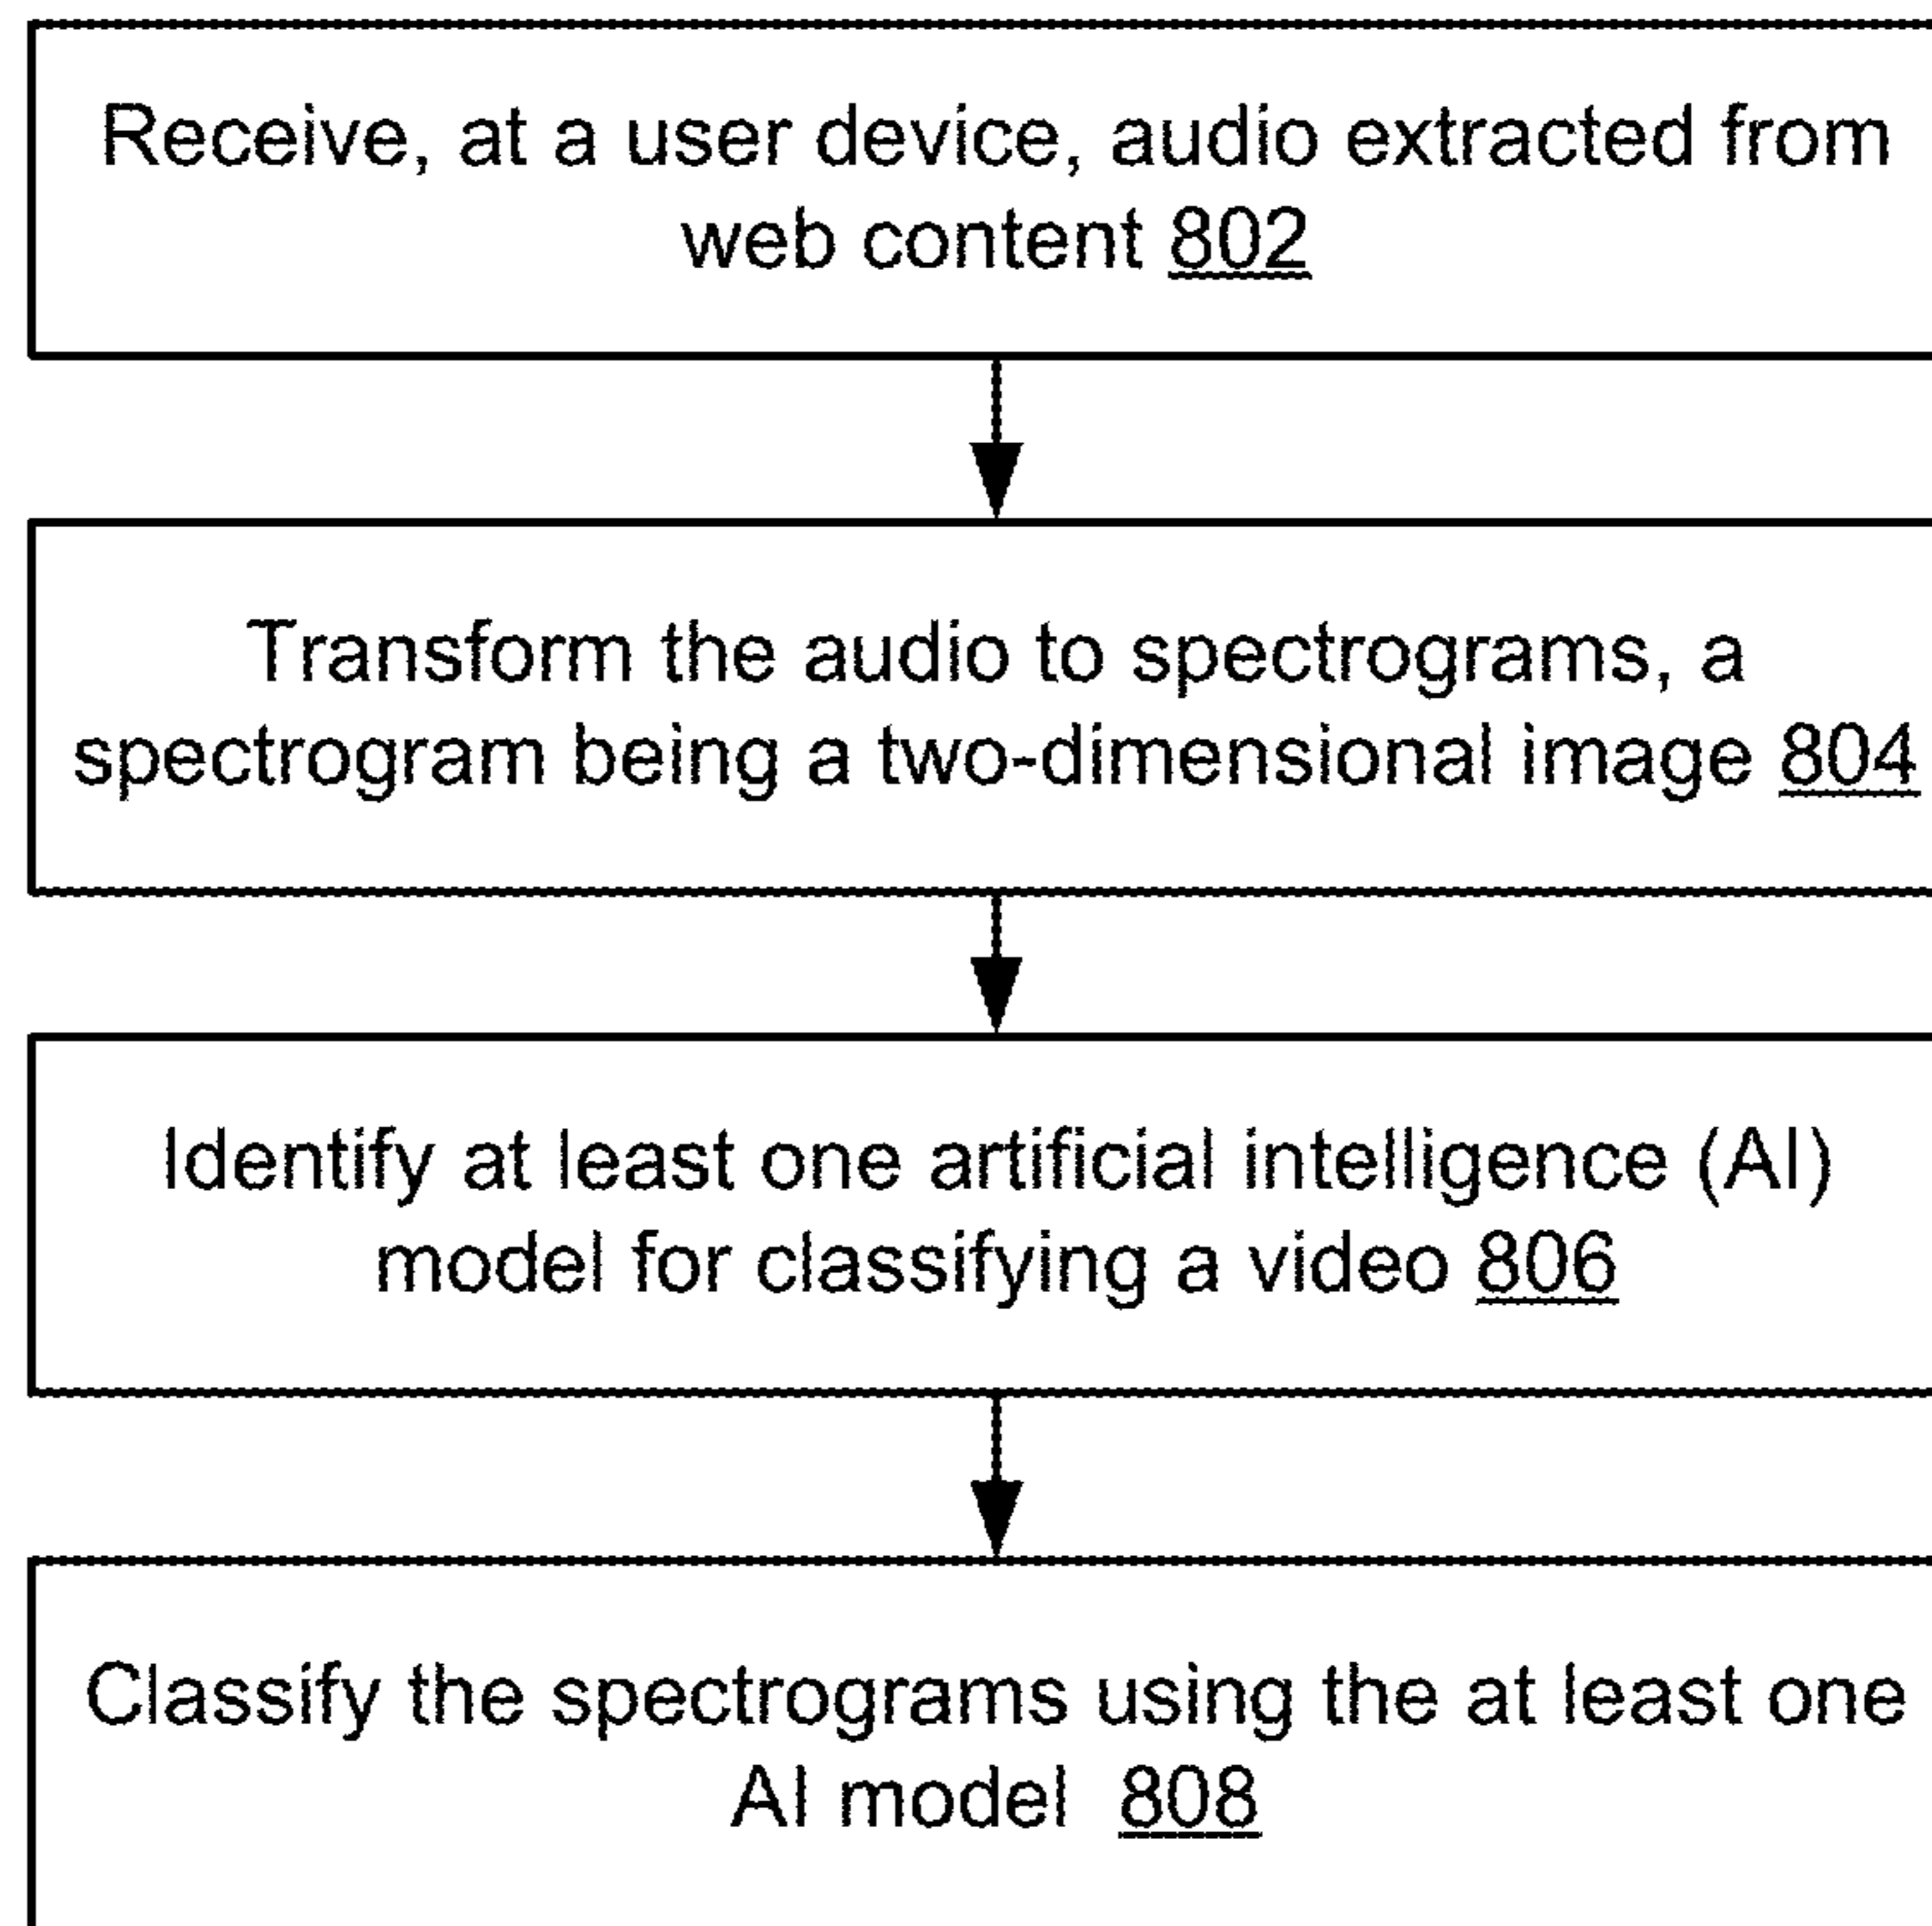 Receive, at a user device, audio extracted from
web content 802
Transform the audio to spectrograms, a
spectrogram being a two-dimensional image 804
Identify at least one artificial intelligence (AI)
model for classifying a video 806
Classify the spectrograms using the at least one
AI model 808